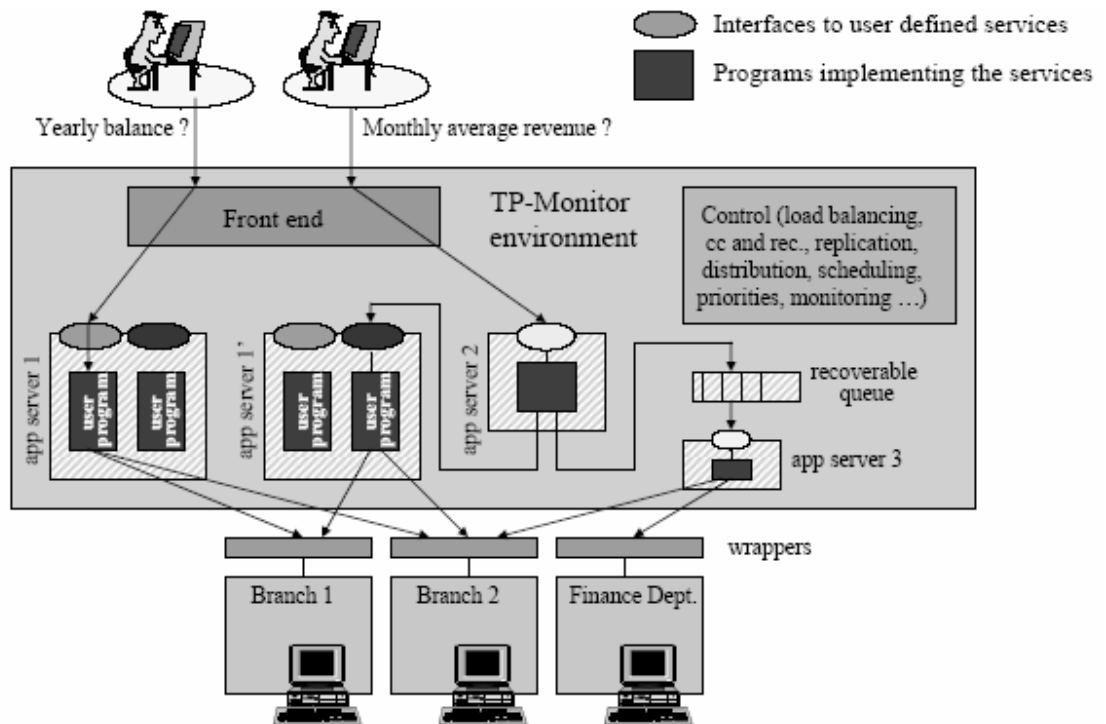 Interfaces to user defined services
Programs implementing the services
Yearly balance ?
Monthly average revenue ?
Front end
TP-Monitor
environment
Control (load balancing,
cc and rec., replication,
distribution, scheduling,
priorities, monitoring …)
app server 1
user
program
user
program
app server 1’
user
program
user
program
app server 2
recoverable
queue
app server 3
wrappers
Branch 1
Branch 2
Finance Dept.